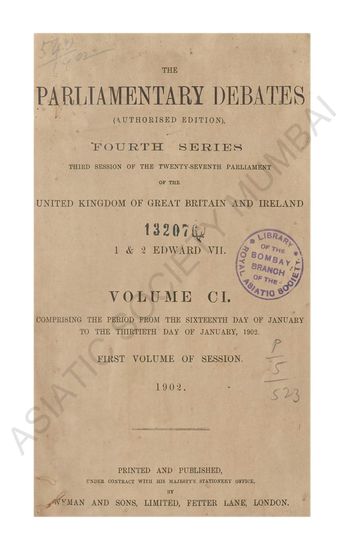 THE
PARLIAMENTARY DEBATES
(AUTHORISED EDITION).
FOURTH SERIES
THIRD SESSION OF THE TWENTY-SEVENTH PARLIAMENT
OF THE
UNITED KINGDOM OF GREAT BRITAIN AND IRELAND
13207
1 & 2 EDWARD VII.
LIBRARY
OF THE
BOMBAY
BRANCH
OF THE
ROYAL ASIATIC SOCIETY
VOLUME CI.
COMPRISING THE PERIOD FROM THE SIXTEENTH DAY OF JANUARY
TO THE THIRTIETH DAY OF JANUARY, 1902.
P
5
523
FIRST VOLUME OF SESSION.
1902.
PRINTED AND PUBLISHED,
UNDER CONTRACT WITH HIS MAJESTY'S STATIONERY OFFICE,
BY
WYMAN AND SONS, LIMITED, FETTER LANE, LONDON.
ASIATIC SOCIETY MUMBAI